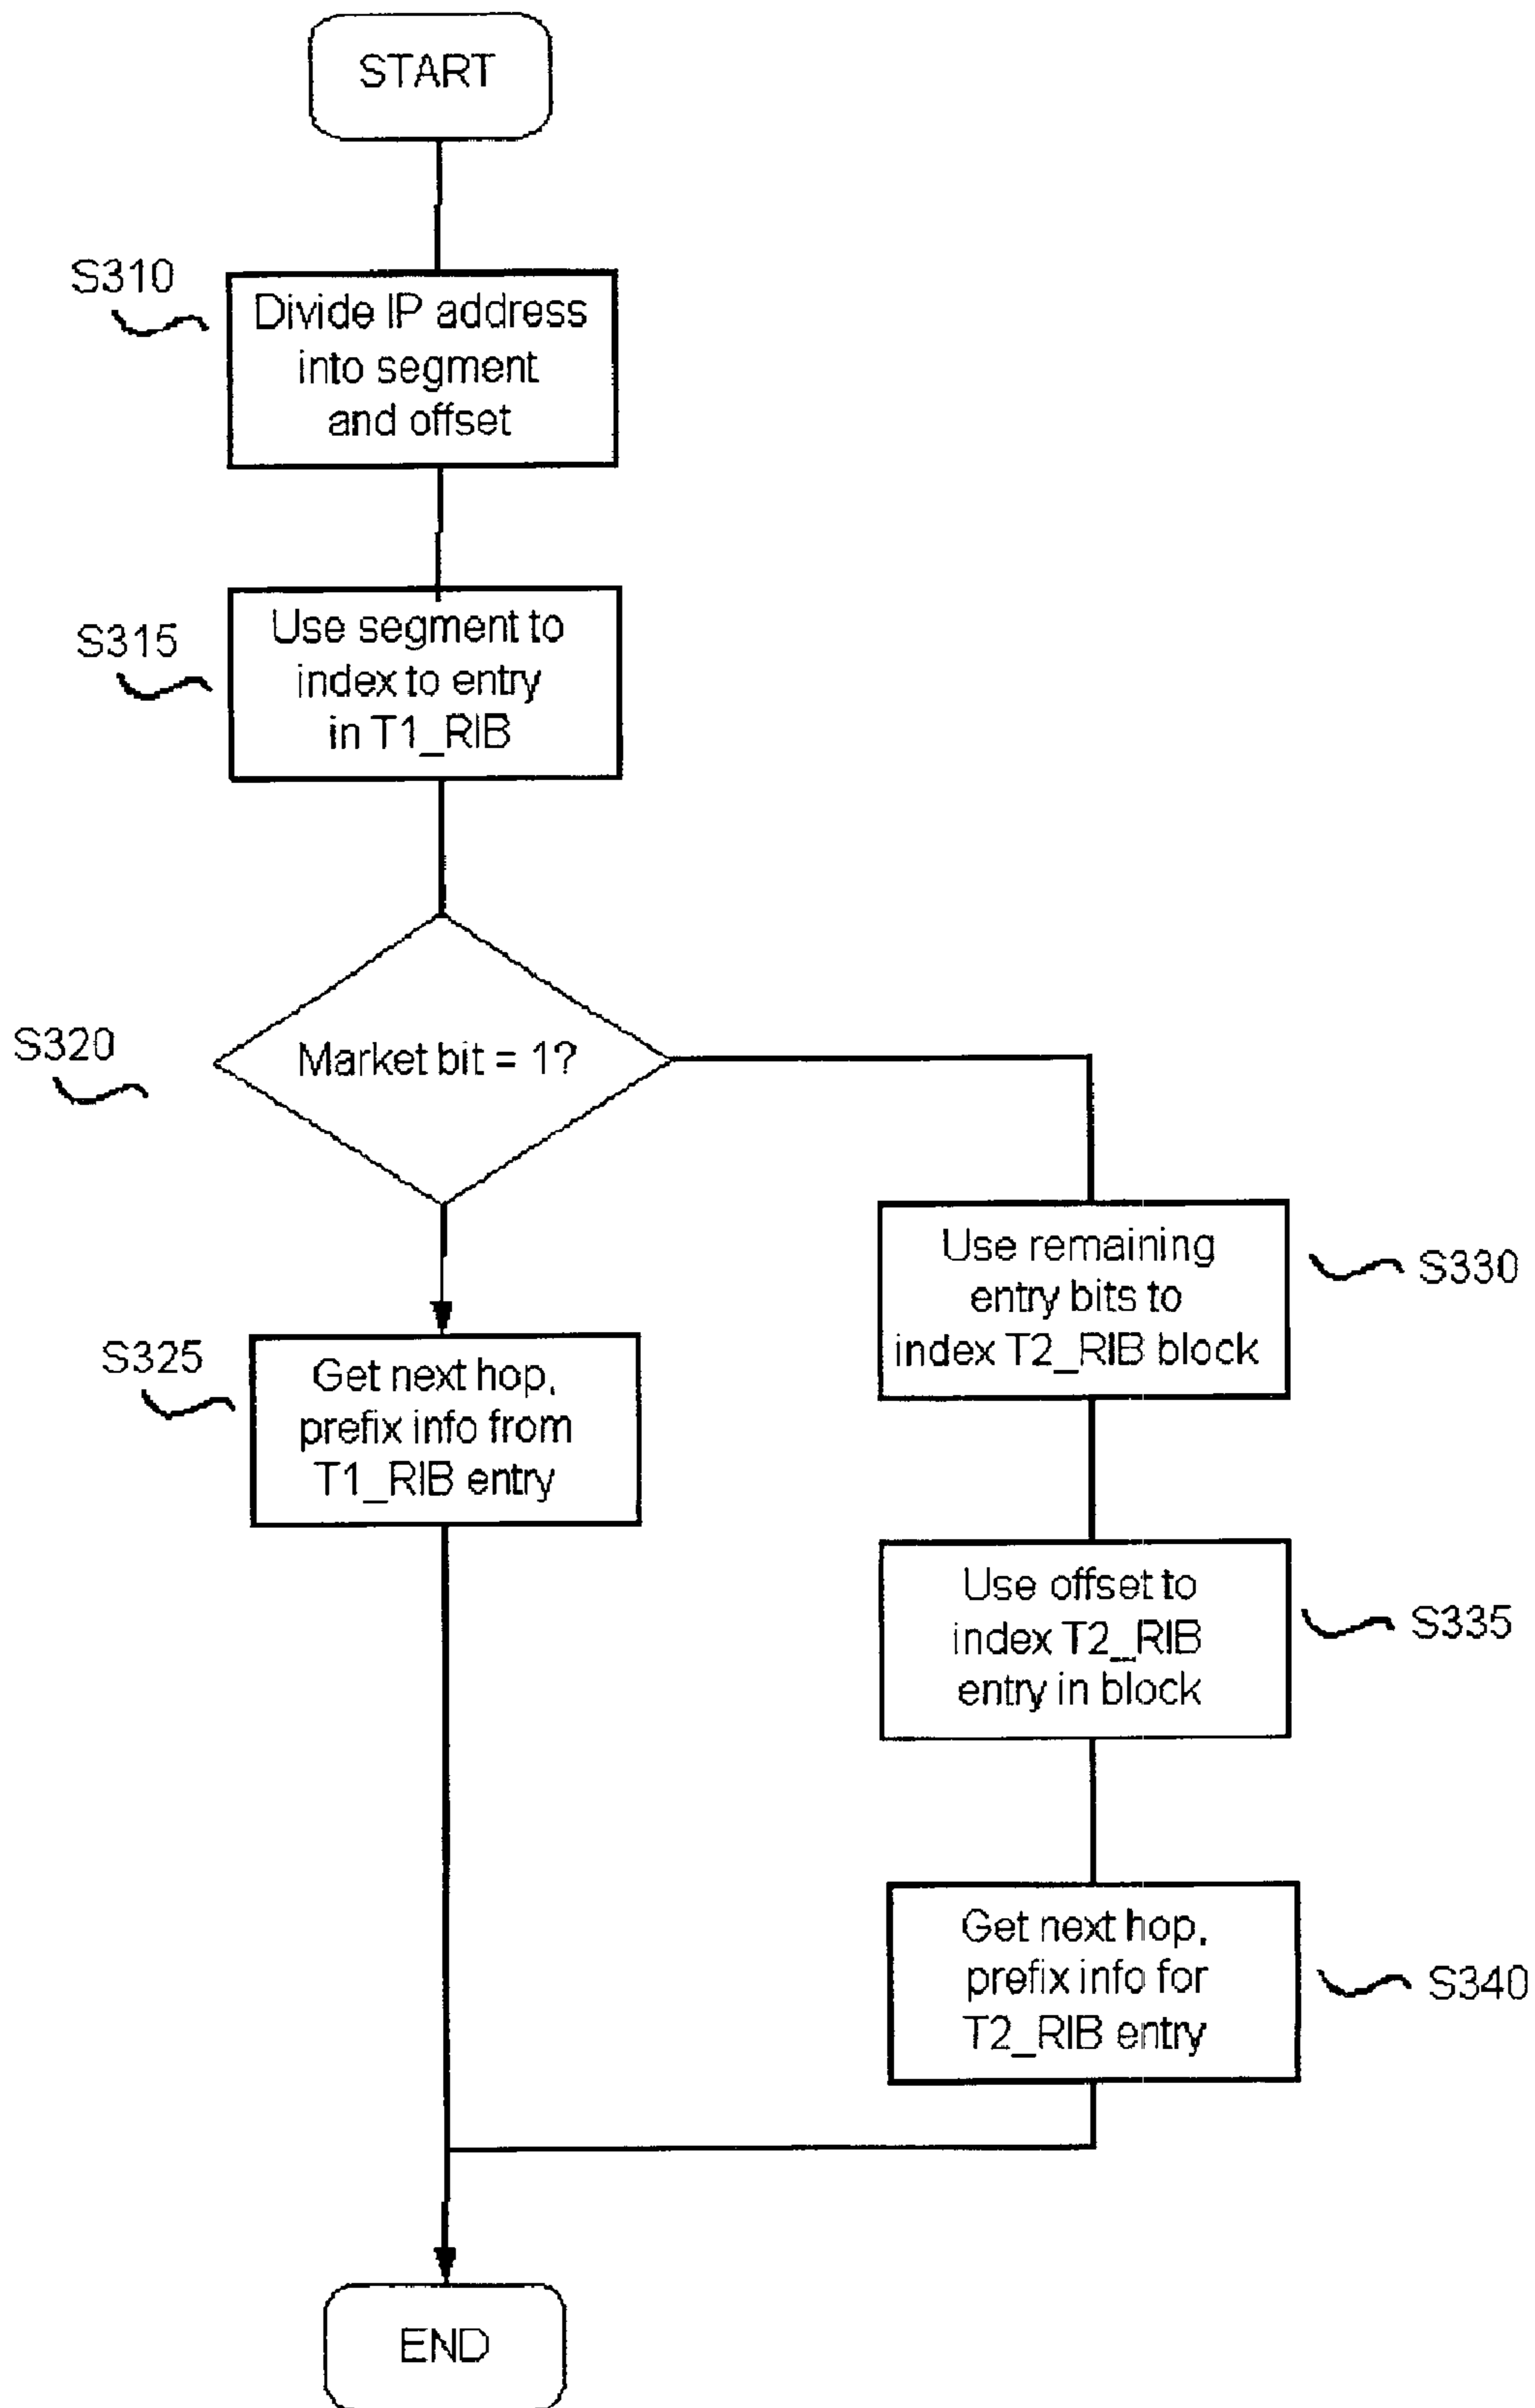 START
S310
Divide IP address
into segment
and offset
S315
Use segment to
index to entry
in T1_RIB
S320
Market bit = 1?
S325
Get next hop,
prefix info from
T1_RIB entry
Use remaining
entry bits to
index T2_RIB block
S330
Use offset to
index T2_RIB
entry in block
S335
Get next hop,
prefix info for
T2_RIB entry
S340
END